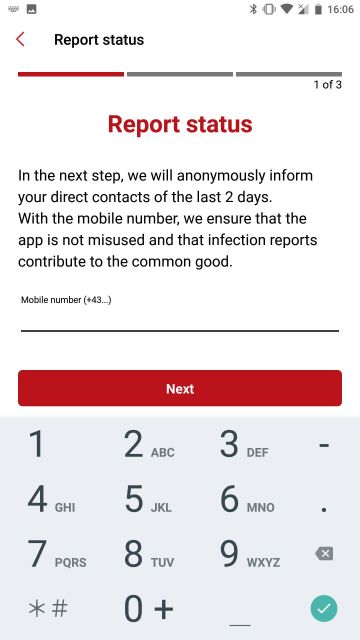 16:06
Report status
1 of 3
Report status
In the next step, we will anonymously inform
your direct contacts of the last 2 days.
With the mobile number, we ensure that the
app is not misused and that infection reports
contribute to the common good.
Mobile number (+43...)
Next
1 2 ABC 3 DEF -
4 GHI 5 JKL 6 MNO .
7 PQRS 8 TUV 9 WXYZ
*# 0 + _